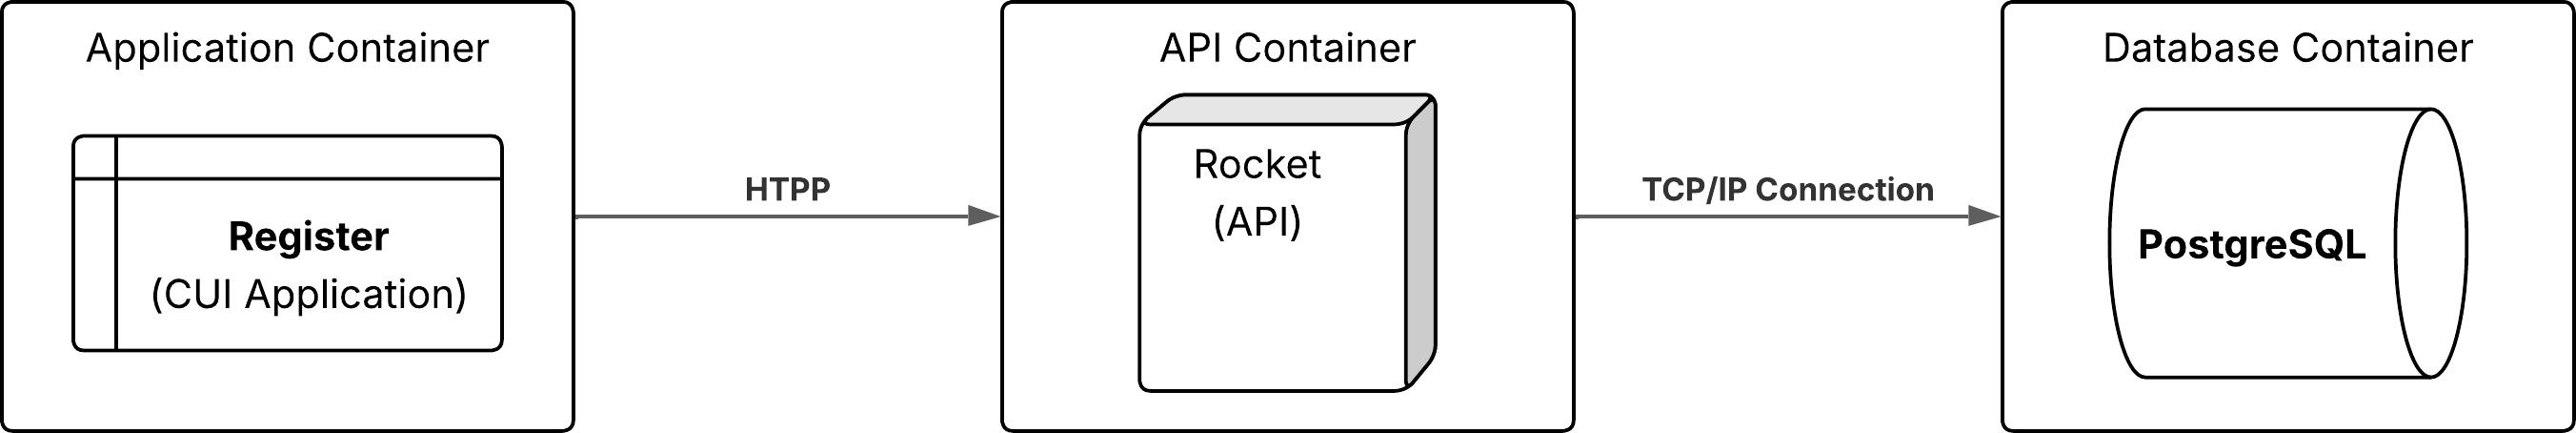 Application Container
Register
(CUI Application)
HTPP
API Container
Rocket
(API)
TCP/IP Connection
Database Container
PostgreSQL